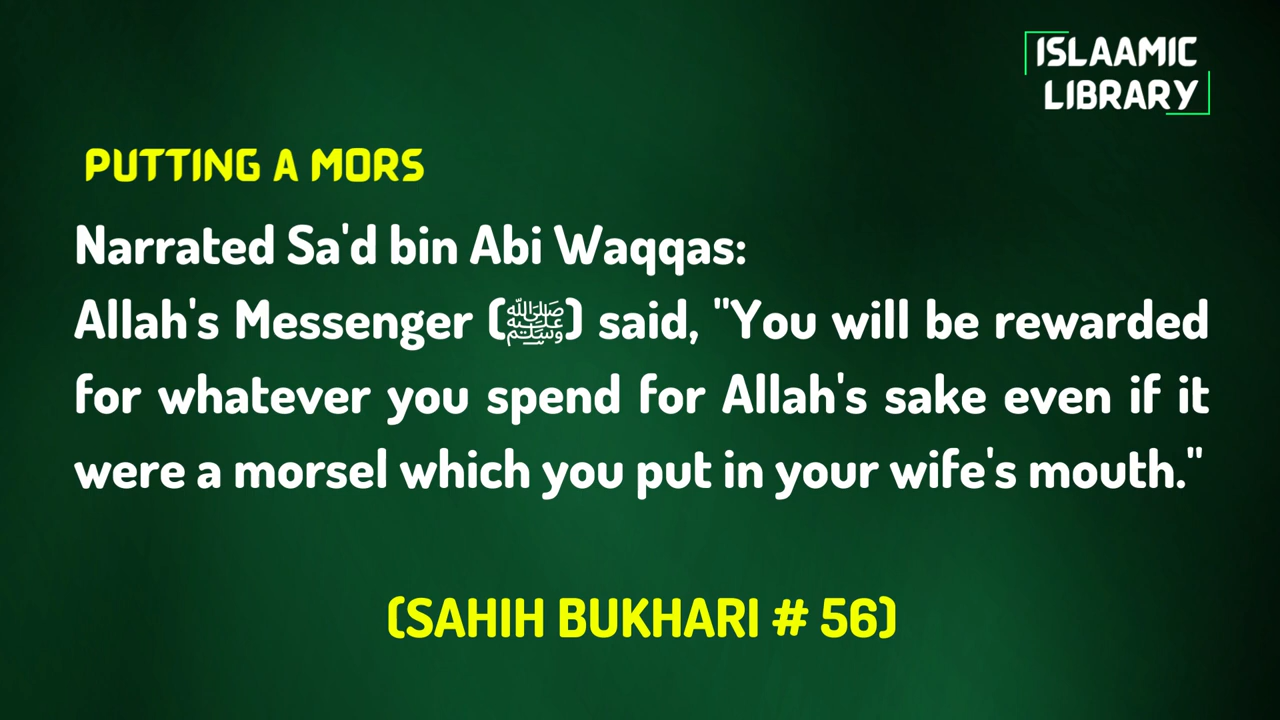 ISLAAMIC
LIBRARY
PUTTING A MORS
Narrated Sa'd bin Abi Waqqas:
Allah's Messenger (ﷺ) said, "You will be rewarded
for whatever you spend for Allah's sake even if it
were a morsel which you put in your wife's mouth."
(SAHIH BUKHARI # 56)